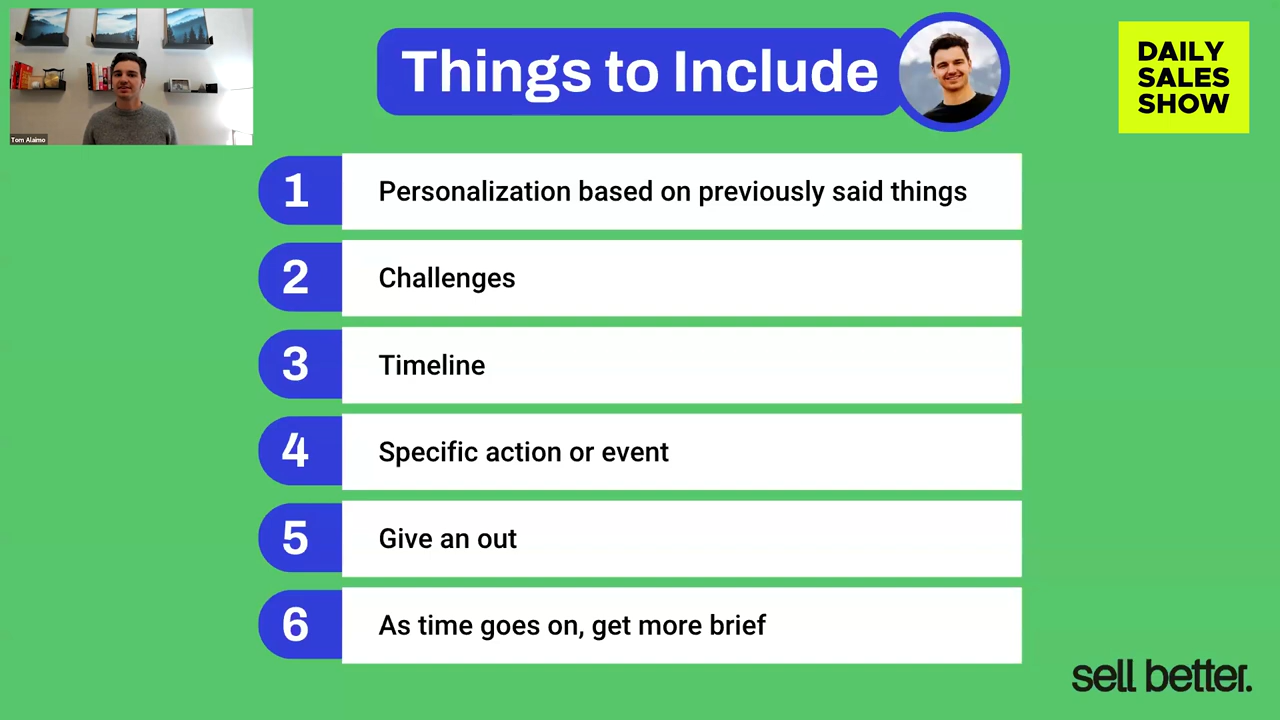 Things to Include
DAILY
SALES
SHOW
Tom Alaimo
1 Personalization based on previously said things
2 Challenges
3 Timeline
4 Specific action or event
5 Give an out
6 As time goes on, get more brief
sell better.